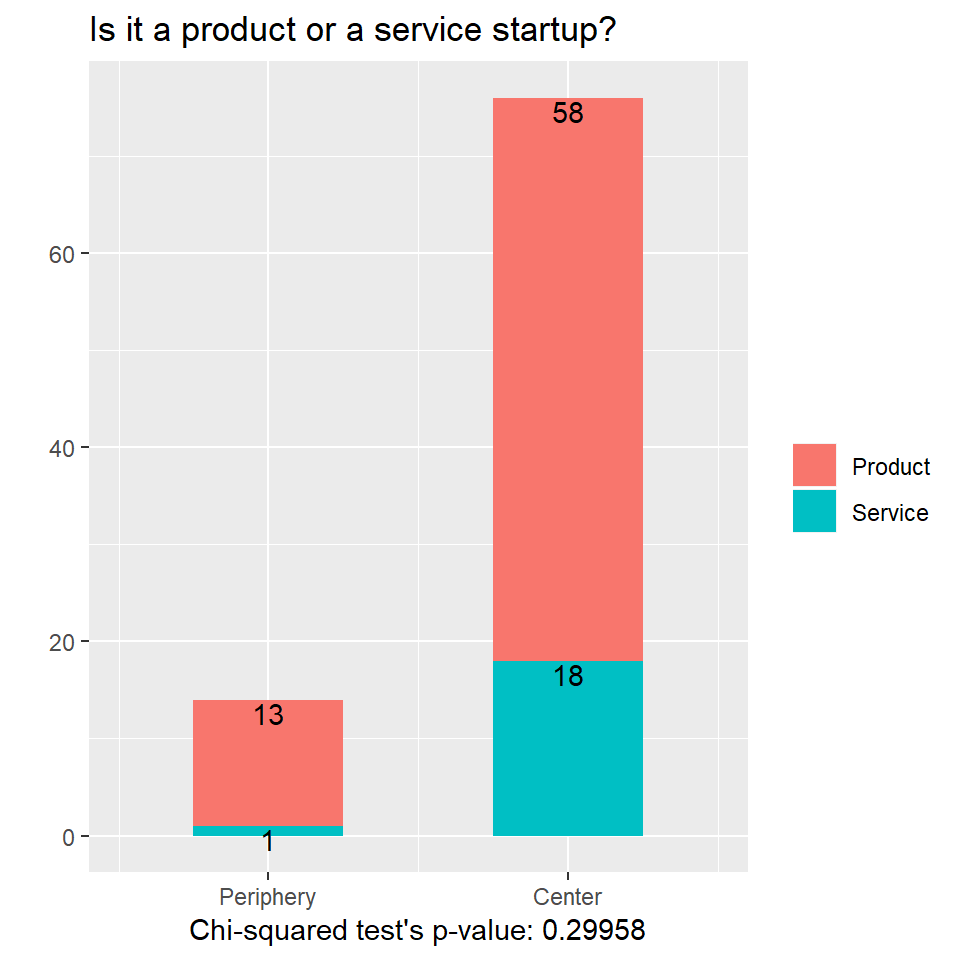 Is it a product or a service startup?
58
60
40
Product
Service
20
18
13
0
1
Periphery
Center
Chi-squared test's p-value: 0.29958